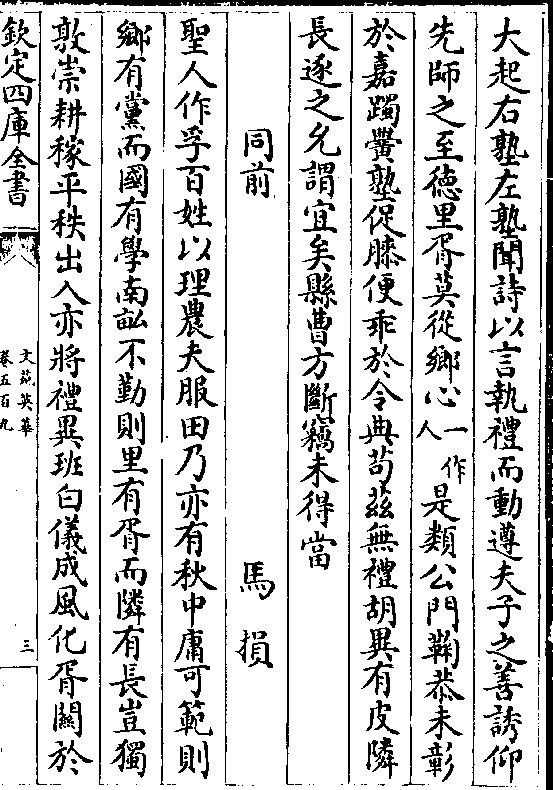 大起右塾左塾聞詩以言執禮而動遵夫子之善誘仰
先師之至德里胥莫從鄉心一作人是類公門鞠恭未彰
於嘉躅黌塾促膝便乖於令典苟茲無禮胡異有皮隣
長逐之允謂宜矣縣曹方斷竊未得當
同前 馬損
聖人作孚百姓以理農夫服田乃亦有秋中庸可範則
鄉有黨而國有學南畝不勤則里有胥而隣有長豈獨
敦崇耕稼平秩出入亦將禮異班白儀成風化胥關於
欽定四庫全書
文苑英華
卷五百九
三